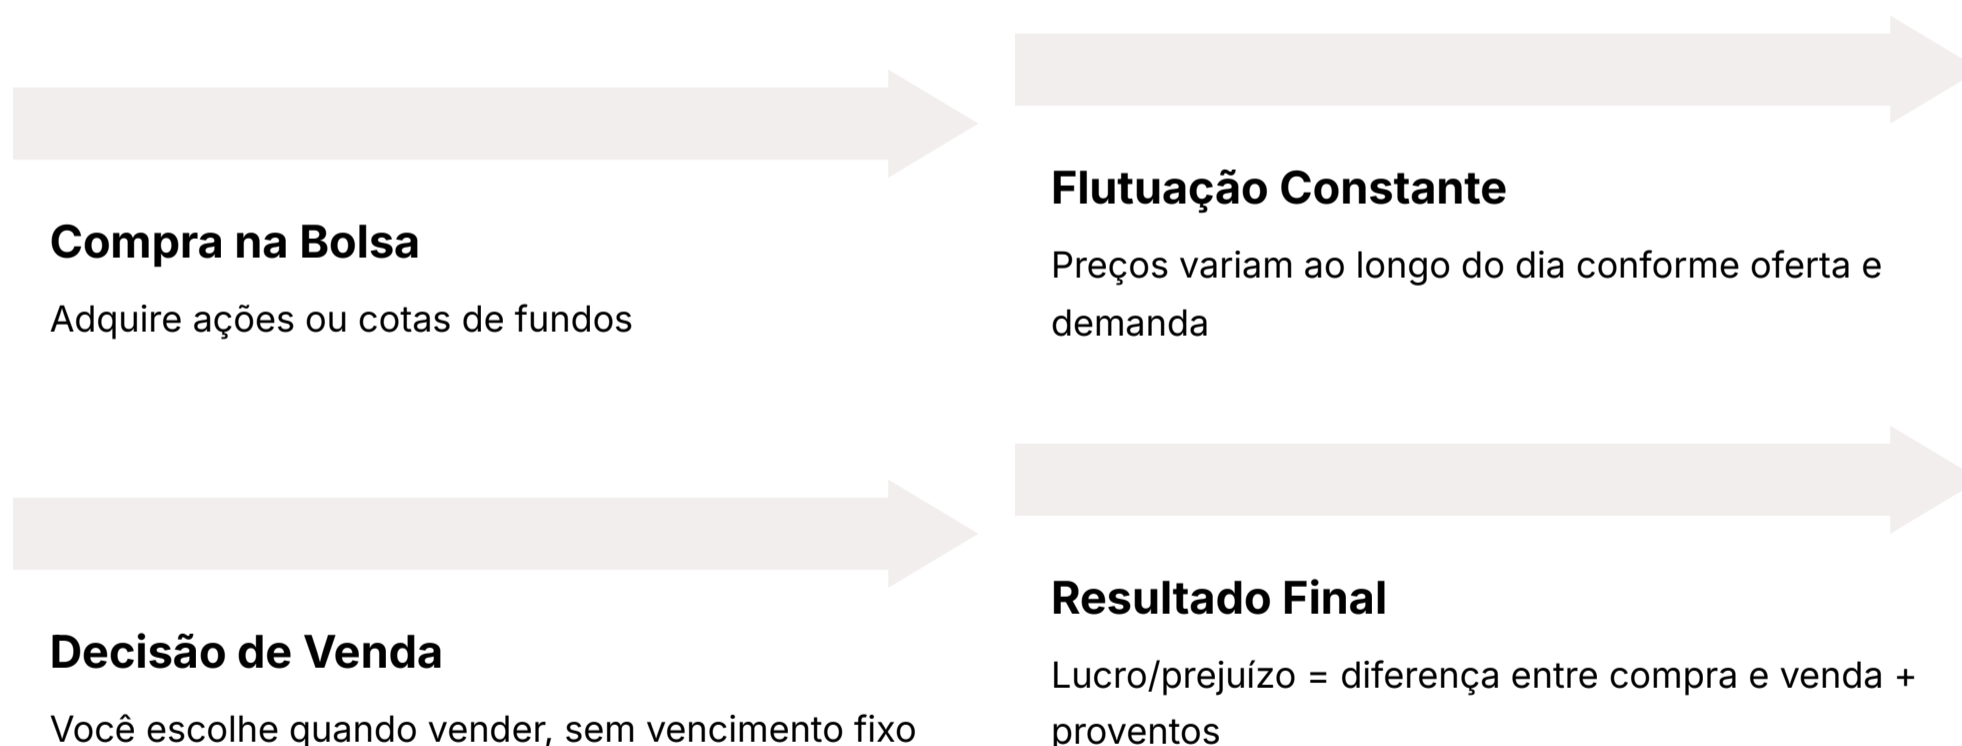 Compra na Bolsa
Adquire ações ou cotas de fundos
Flutuação Constante
Preços variam ao longo do dia conforme oferta e
demanda
Decisão de Venda
Você escolhe quando vender, sem vencimento fixo
Resultado Final
Lucro/prejuízo = diferença entre compra e venda +
proventos